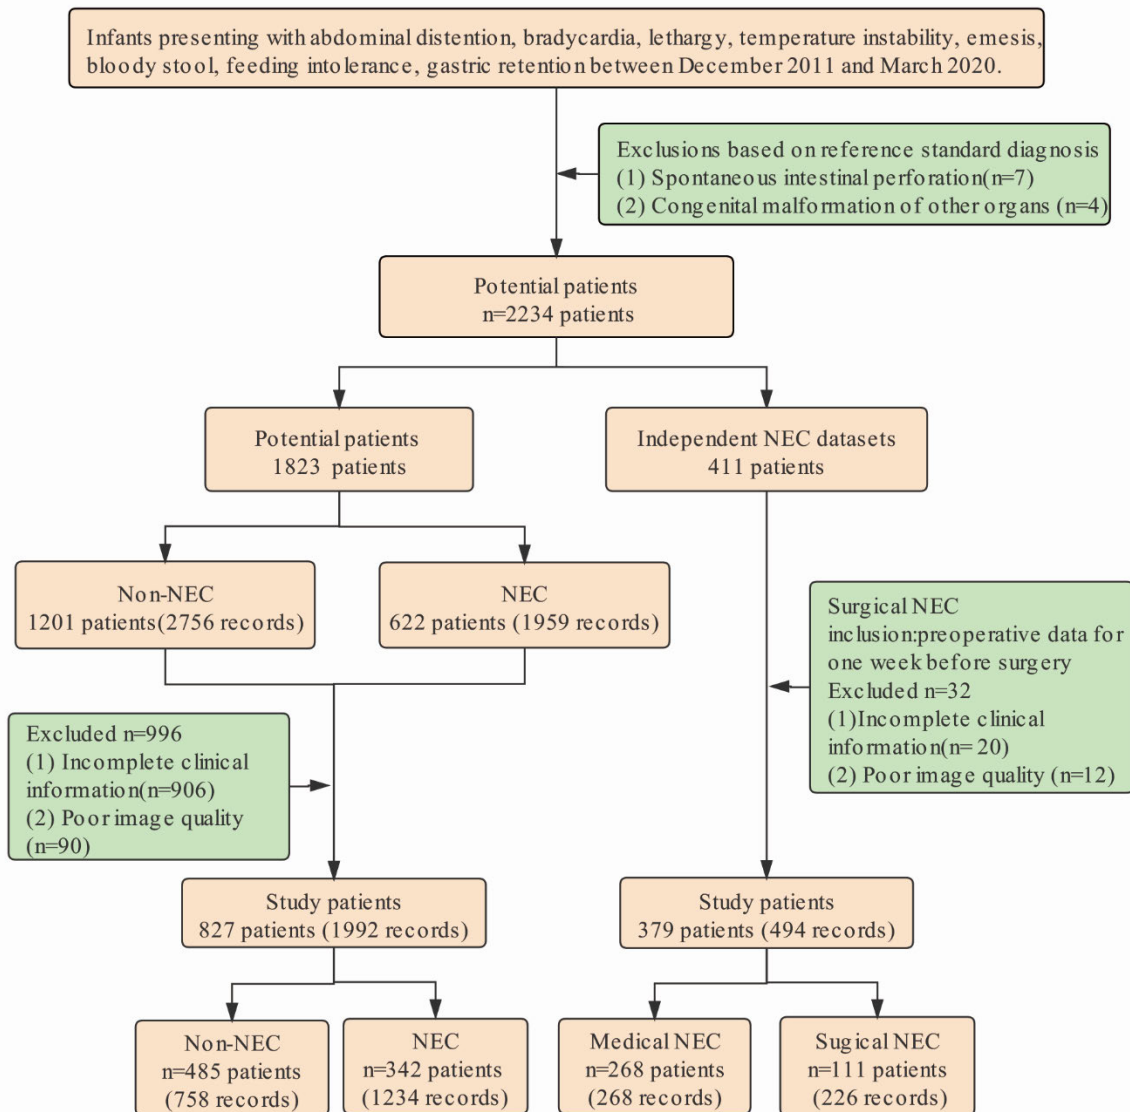 Infants presenting with abdominal distention, bradycardia, lethargy, temperature instability, emesis,
bloody stool, feeding intolerance, gastric retention between December 2011 and March 2020.
Exclusions based on reference standard diagnosis
(1) Spontaneous intestinal perforation(n=7)
(2) Congenital malformation of other organs (n=4)
Potential patients
n=2234 patients
Potential patients
1823 patients
Independent NEC datasets
411 patients
Non-NEC
1201 patients(2756 records)
NEC
622 patients (1959 records)
Surgical NEC
inclusion:preoperative data for
one week before surgery
Excluded n=32
(1)Incomplete clinical
information(n= 20)
(2) Poor image quality (n=12)
Excluded n=996
(1) Incomplete clinical
information(n=906)
(2) Poor image quality
(n=90)
Study patients
827 patients (1992 records)
Study patients
379 patients (494 records)
Non-NEC
n=485 patients
(758 records)
NEC
n=342 patients
(1234 records)
Medical NEC
n=268 patients
(268 records)
Sugical NEC
n=111 patients
(226 records)